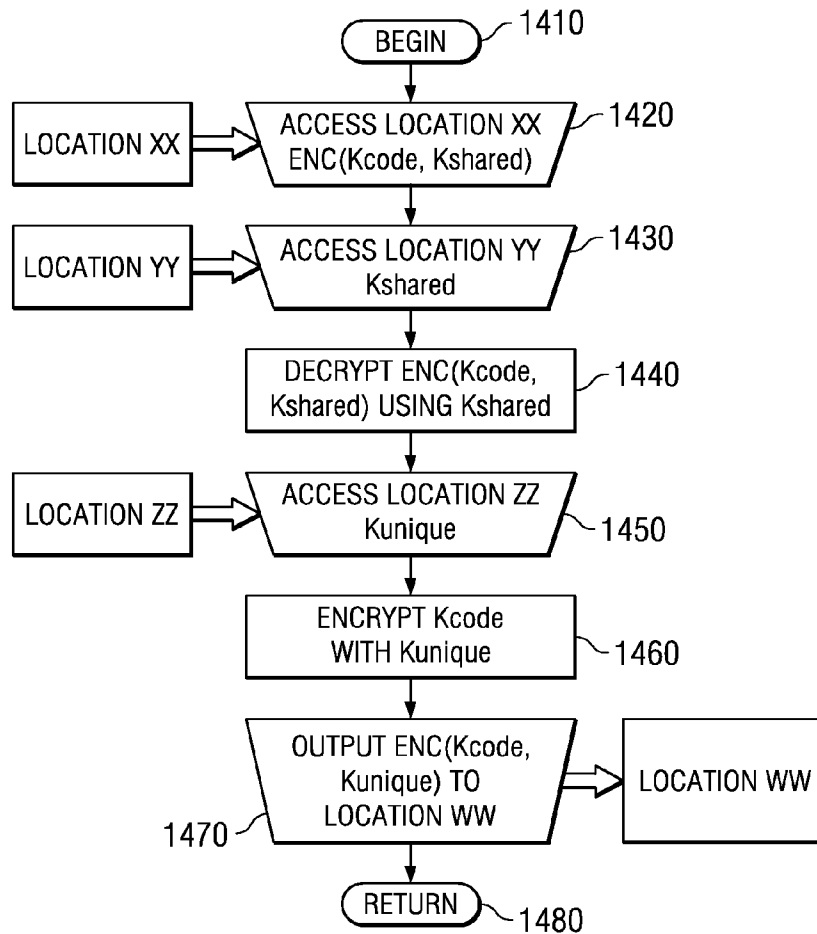 BEGIN
1410
LOCATION XX
ACCESS LOCATION XX
ENC(Kcode, Kshared)
1420
LOCATION YY
ACCESS LOCATION YY
Kshared
1430
DECRYPT ENC(Kcode,
Kshared) USING Kshared
1440
LOCATION ZZ
ACCESS LOCATION ZZ
Kunique
1450
ENCRYPT Kcode
WITH Kunique
1460
OUTPUT ENC(Kcode,
Kunique) TO
LOCATION WW
1470
LOCATION WW
RETURN
1480